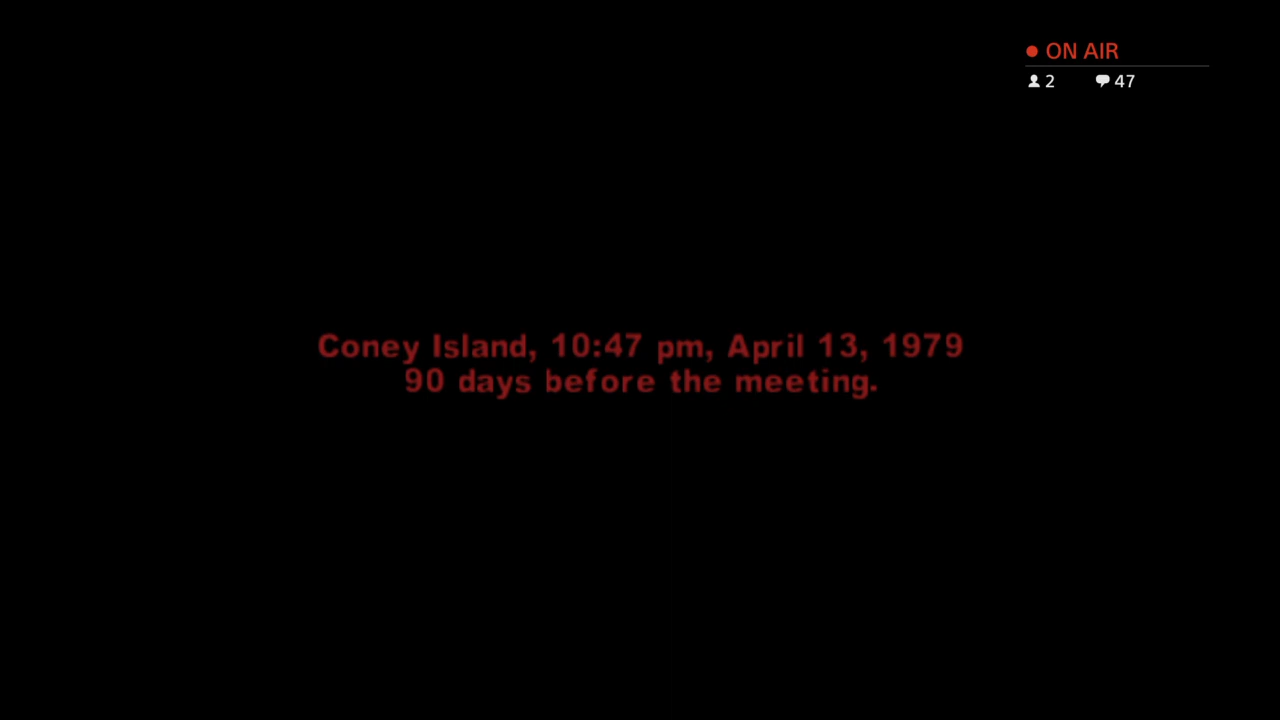 ON AIR
2 47
Coney Island, 10:47 pm, April 13, 1979
90 days before the meeting.